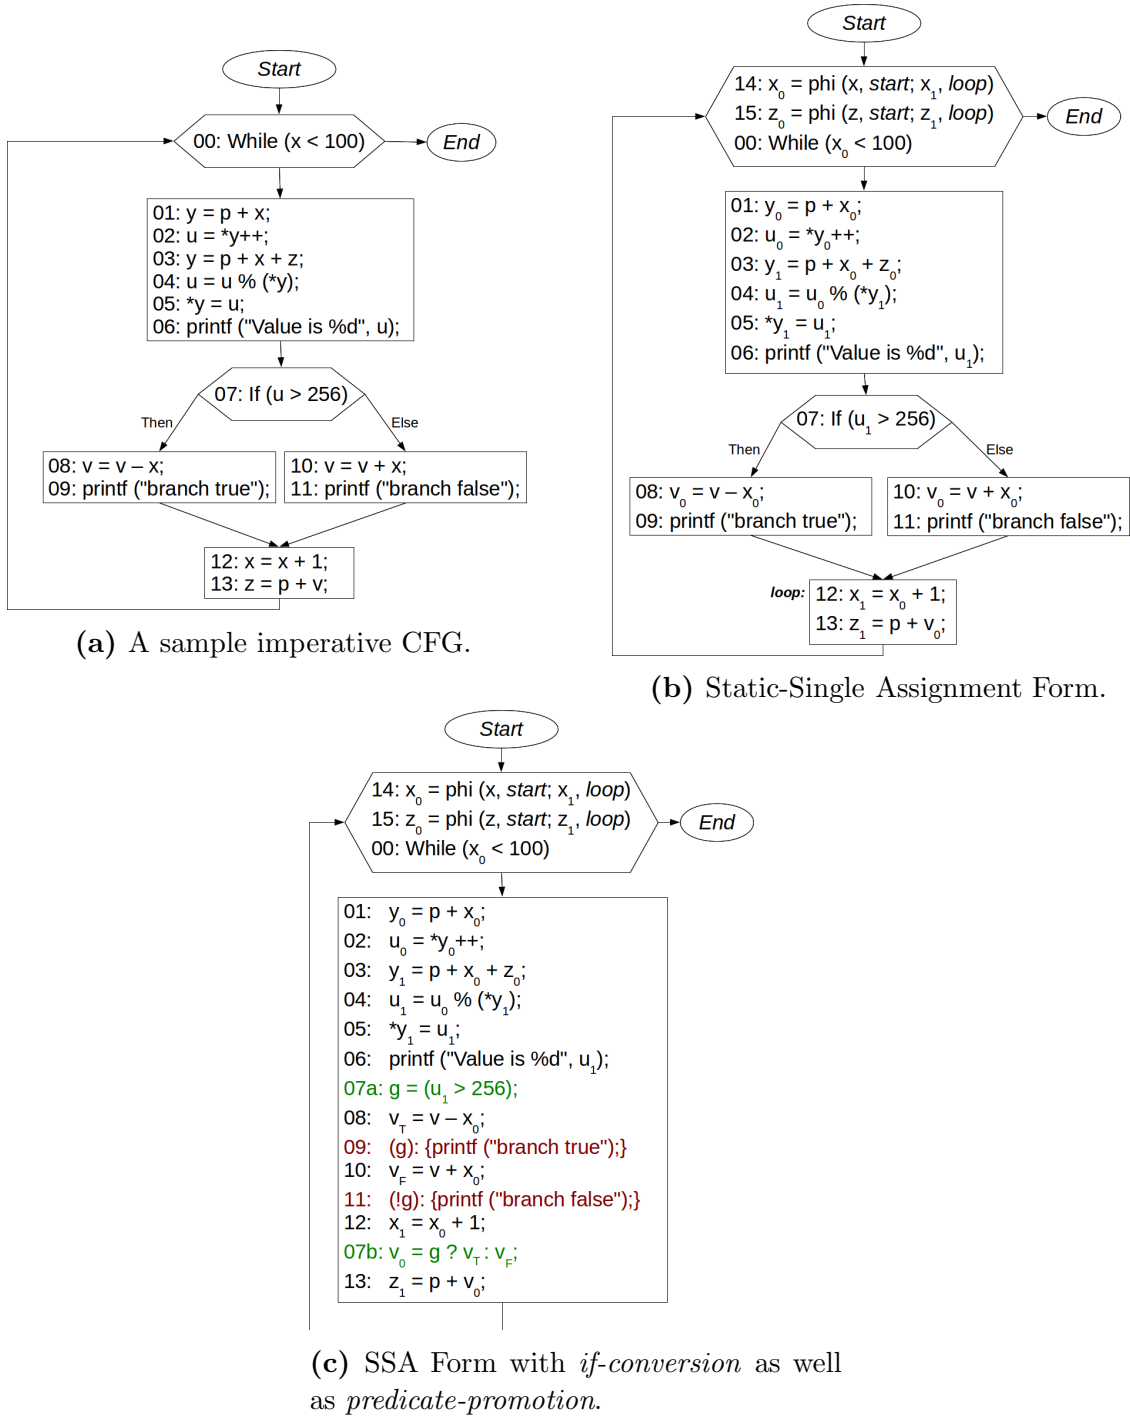 Start
00: While (x < 100)
End
01: y = p + x;
02: u = *y++;
03: y = p + x + z;
04: u = u % (*y);
05: *y = u;
06: printf ("Value is %d", u);
07: If (u > 256)
Then
Else
08: v = v – x;
09: printf ("branch true");
10: v = v + x;
11: printf ("branch false");
12: x = x + 1;
13: z = p + v;
(a) A sample imperative CFG.
Start
14: x₀ = phi (x, start; x₁, loop)
15: z₀ = phi (z, start; z₁, loop)
00: While (x₀ < 100)
End
01: y₀ = p + x₀;
02: u₀ = *y₀++;
03: y₁ = p + x₀ + z₀;
04: u₁ = u₀ % (*y₁);
05: *y₁ = u₁;
06: printf ("Value is %d", u₁);
07: If (u₁ > 256)
Then
Else
08: v₀ = v – x₀;
09: printf ("branch true");
10: v₀ = v + x₀;
11: printf ("branch false");
loop:
12: x₁ = x₀ + 1;
13: z₁ = p + v₀;
(b) Static-Single Assignment Form.
Start
14: x₀ = phi (x, start; x₁, loop)
15: z₀ = phi (z, start; z₁, loop)
00: While (x₀ < 100)
End
01: y₀ = p + x₀;
02: u₀ = *y₀++;
03: y₁ = p + x₀ + z₀;
04: u₁ = u₀ % (*y₁);
05: *y₁ = u₁;
06: printf ("Value is %d", u₁);
07a: g = (u₁ > 256);
08: v_T = v – x₀;
09: (g): {printf ("branch true");}
10: v_F = v + x₀;
11: (!g): {printf ("branch false");}
12: x₁ = x₀ + 1;
07b: v₀ = g ? v_T : v_F;
13: z₁ = p + v₀;
(c) SSA Form with if-conversion as well
as predicate-promotion.